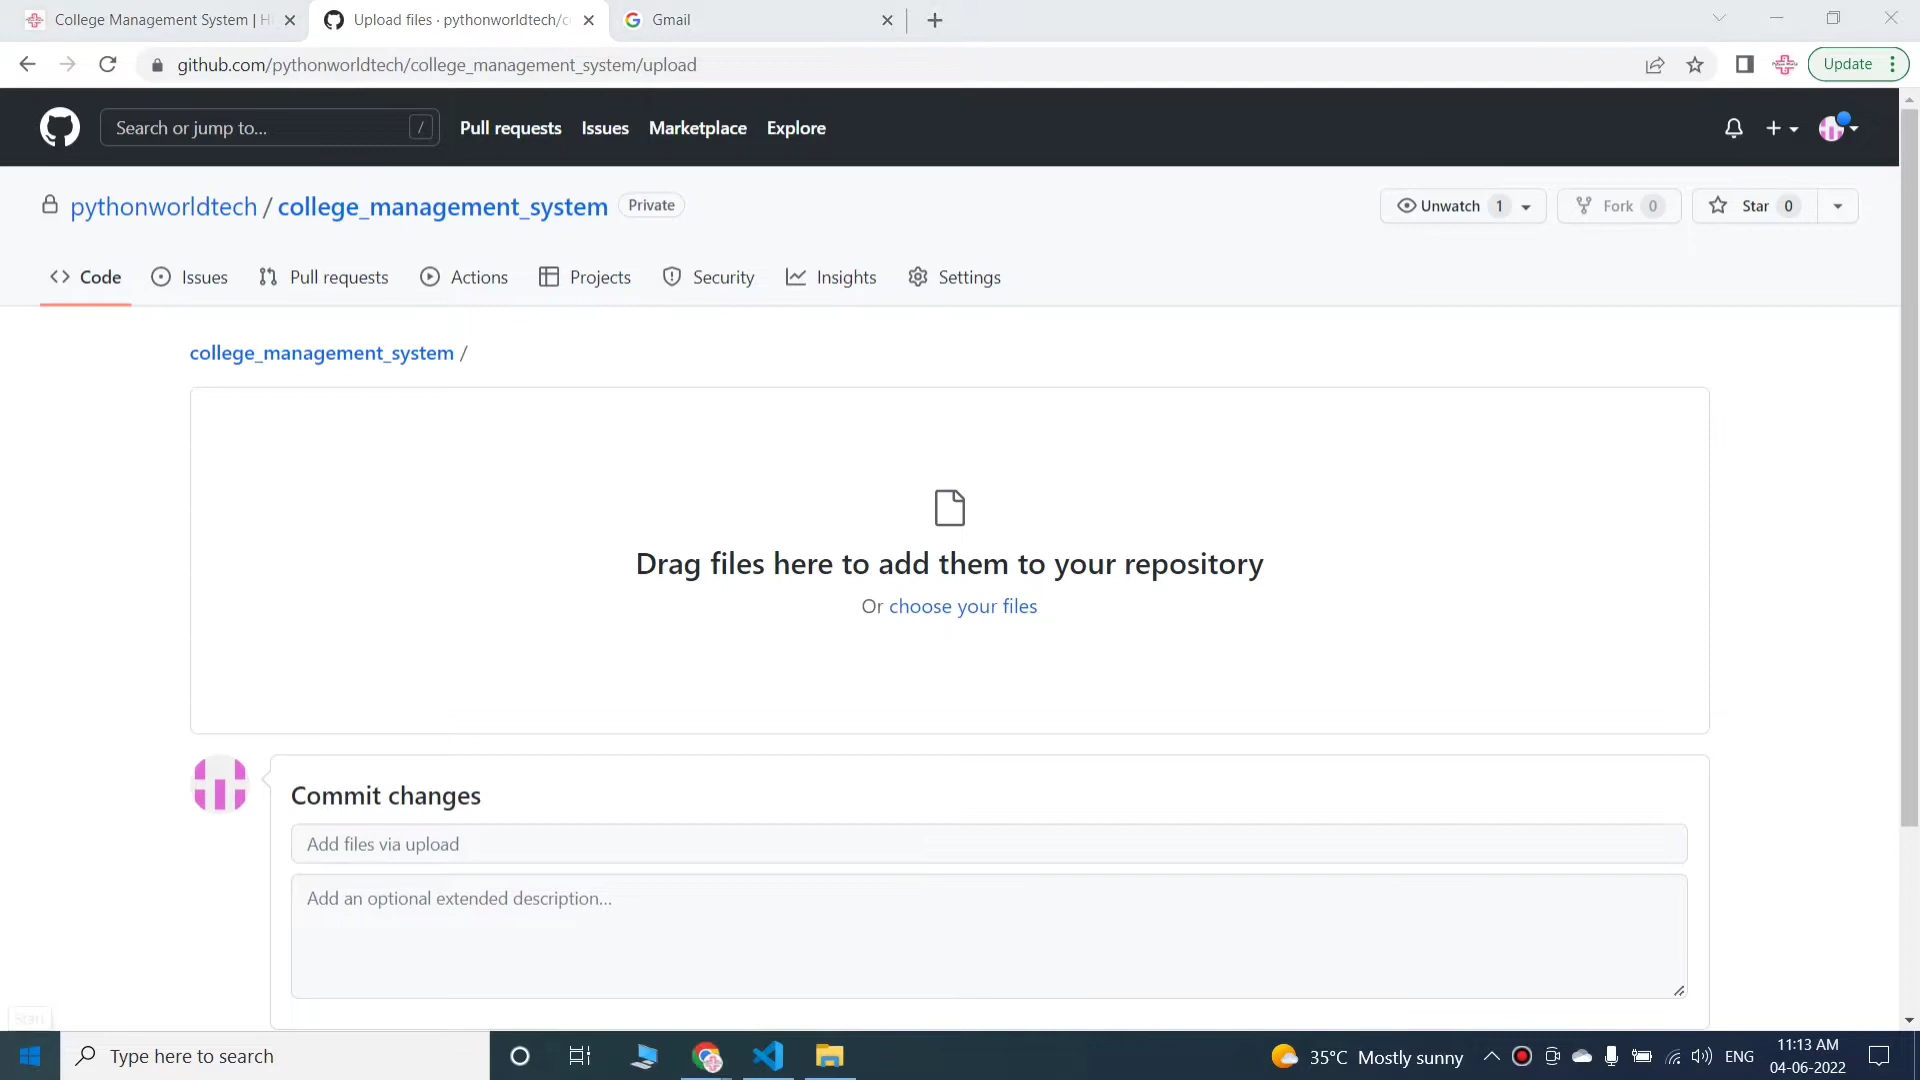 College Management System | H
Upload files · pythonworldtech/c
Gmail
github.com/pythonworldtech/college_management_system/upload
Update
Search or jump to...
/
Pull requests
Issues
Marketplace
Explore
pythonworldtech / college_management_system
Private
Unwatch 1
Fork 0
Star 0
Code
Issues
Pull requests
Actions
Projects
Security
Insights
Settings
college_management_system /
Drag files here to add them to your repository
Or choose your files
Commit changes
Add files via upload
Add an optional extended description...
Start
Type here to search
35°C Mostly sunny
ENG
11:13 AM
04-06-2022